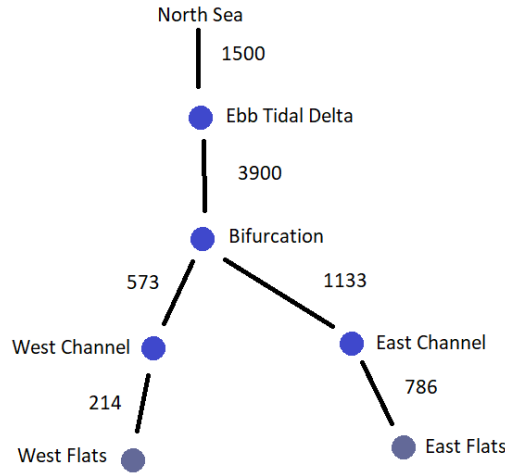 North Sea
1500
Ebb Tidal Delta
3900
Bifurcation
573
1133
West Channel
East Channel
214
786
West Flats
East Flats